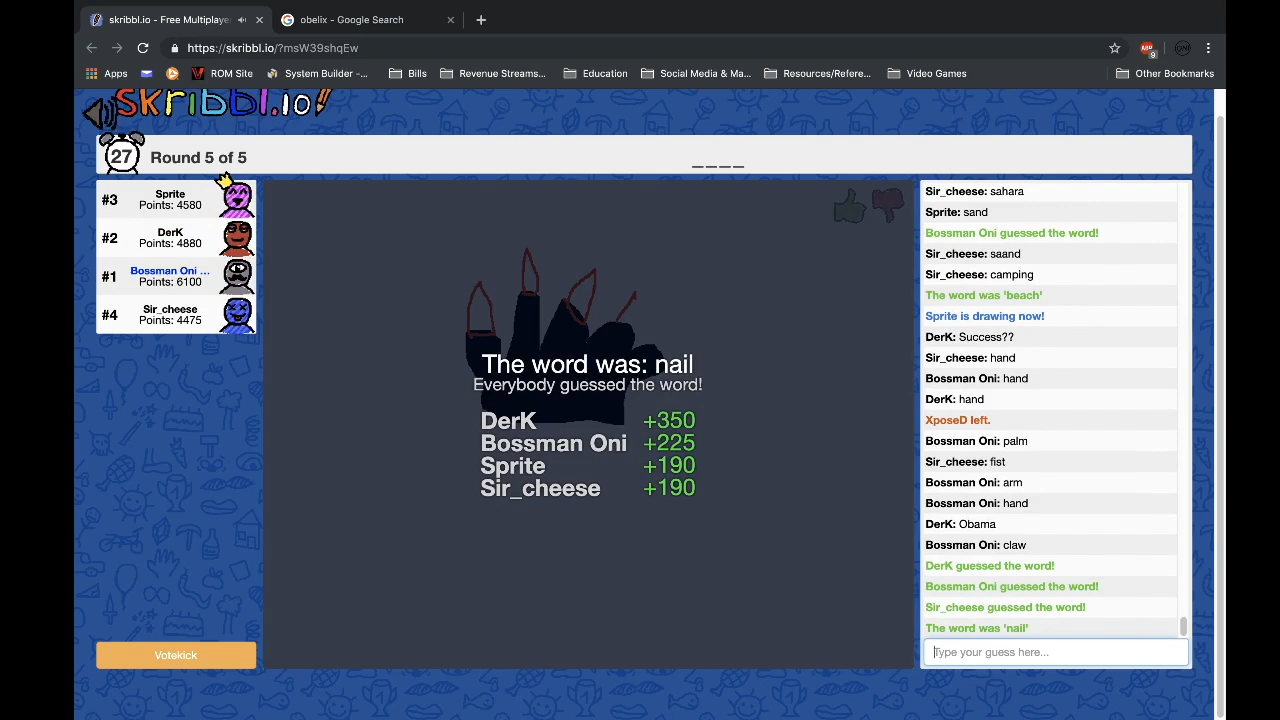 skribbl.io - Free Multiplaye
obelix - Google Search
https://skribbl.io/?msW39shqEw
9
Apps
ROM Site
System Builder -...
Bills
Revenue Streams...
Education
Social Media & Ma...
Resources/Refere...
Video Games
Other Bookmarks
skribbl.io!
27
Round 5 of 5
_ _ _ _
#3
Sprite
Points: 4580
#2
DerK
Points: 4880
#1
Bossman Oni ...
Points: 6100
#4
Sir_cheese
Points: 4475
Votekick
The word was: nail
Everybody guessed the word!
DerK +350
Bossman Oni +225
Sprite +190
Sir_cheese +190
Sir_cheese: sahara
Sprite: sand
Bossman Oni guessed the word!
Sir_cheese: saand
Sir_cheese: camping
The word was 'beach'
Sprite is drawing now!
DerK: Success??
Sir_cheese: hand
Bossman Oni: hand
DerK: hand
XposeD left.
Bossman Oni: palm
Sir_cheese: fist
Bossman Oni: arm
Bossman Oni: hand
DerK: Obama
Bossman Oni: claw
DerK guessed the word!
Bossman Oni guessed the word!
Sir_cheese guessed the word!
The word was 'nail'
Type your guess here...